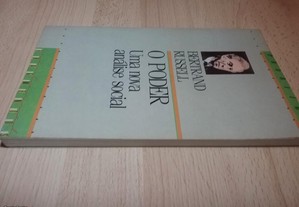 BERTRAND
RUSSELL
O PODER
Uma nova
análise social